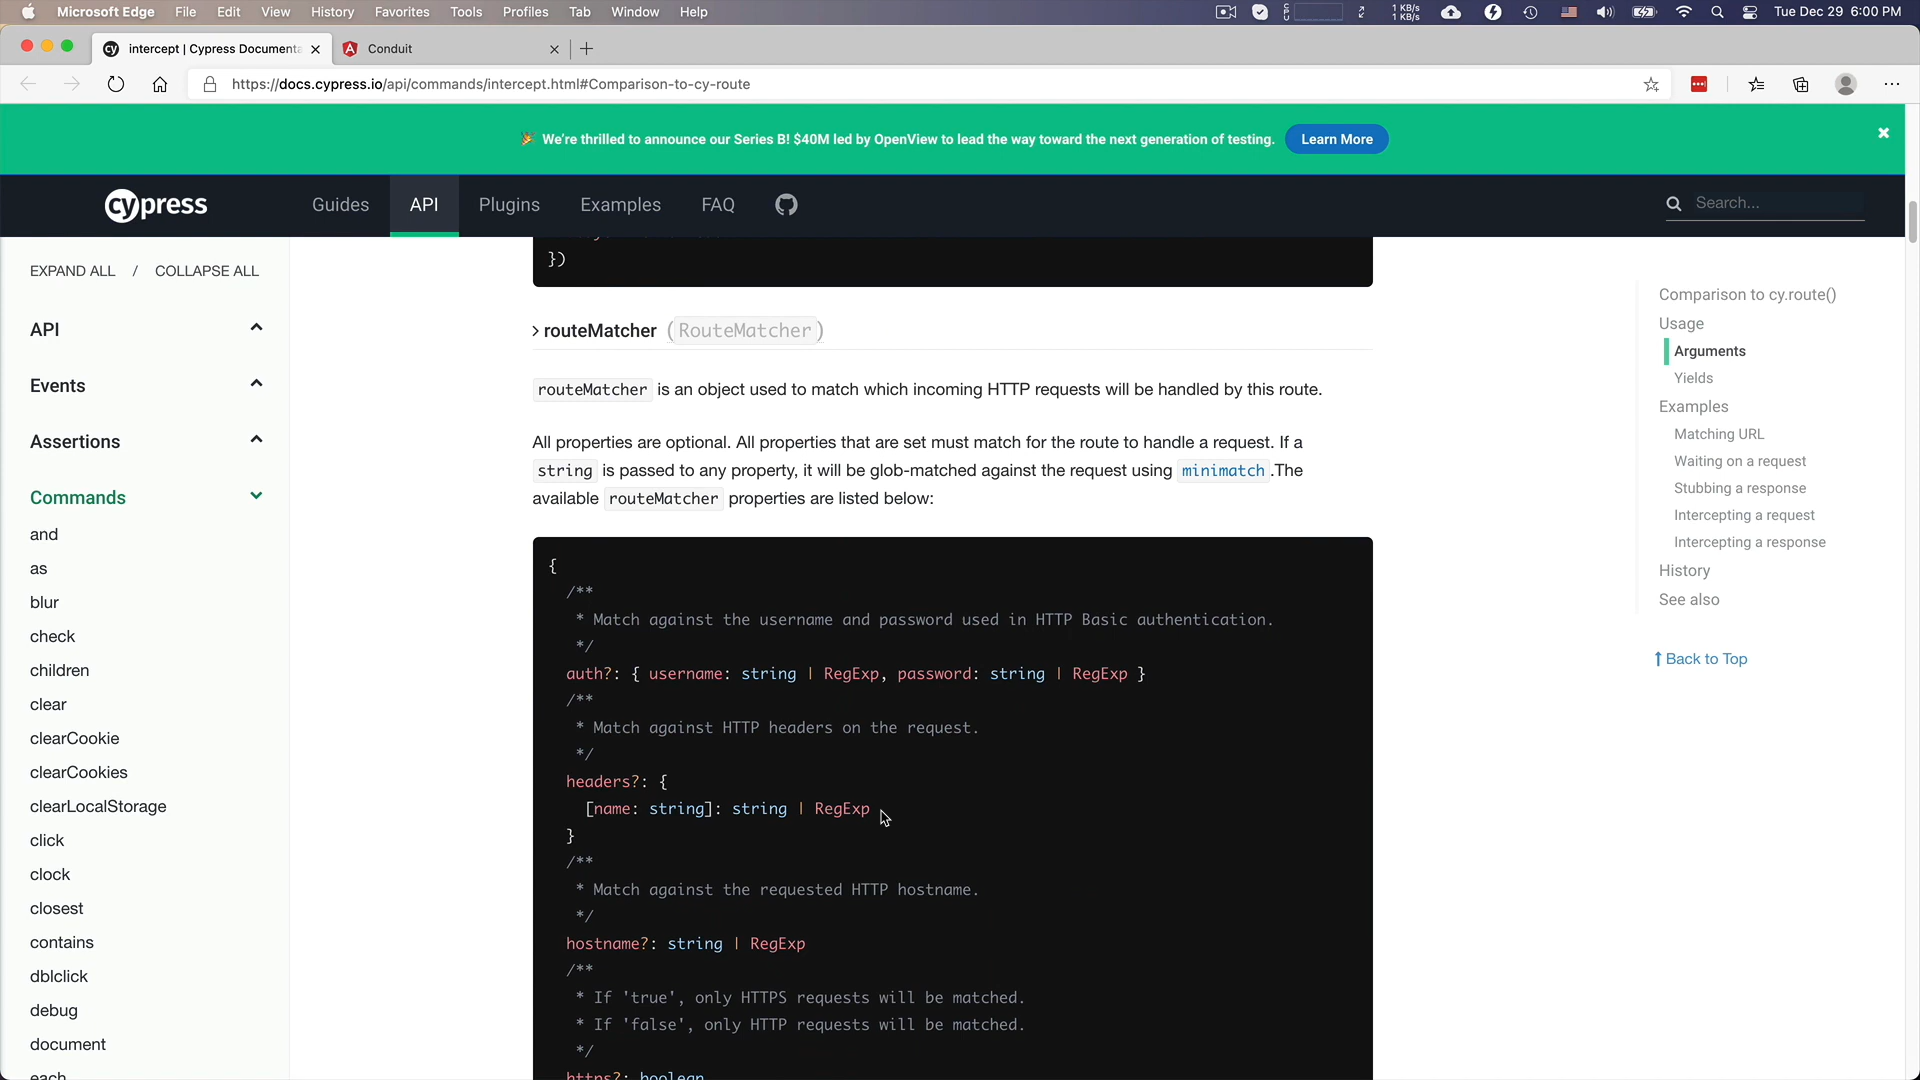 Microsoft Edge File Edit View History Favorites Tools Profiles Tab Window Help 1 KB/s 1 KB/s Tue Dec 29 6:00 PM
intercept | Cypress Documenta Conduit
https://docs.cypress.io/api/commands/intercept.html#Comparison-to-cy-route
We're thrilled to announce our Series B! $40M led by OpenView to lead the way toward the next generation of testing. Learn More
cypress Guides API Plugins Examples FAQ Search...
EXPAND ALL / COLLAPSE ALL
API
Events
Assertions
Commands
and
as
blur
check
children
clear
clearCookie
clearCookies
clearLocalStorage
click
clock
closest
contains
dblclick
debug
document
each
})
› routeMatcher (RouteMatcher)
routeMatcher is an object used to match which incoming HTTP requests will be handled by this route.
All properties are optional. All properties that are set must match for the route to handle a request. If a
string is passed to any property, it will be glob-matched against the request using minimatch.The
available routeMatcher properties are listed below:
{
/**
* Match against the username and password used in HTTP Basic authentication.
*/
auth?: { username: string | RegExp, password: string | RegExp }
/**
* Match against HTTP headers on the request.
*/
headers?: {
[name: string]: string | RegExp
}
/**
* Match against the requested HTTP hostname.
*/
hostname?: string | RegExp
/**
* If 'true', only HTTPS requests will be matched.
* If 'false', only HTTP requests will be matched.
*/
https?: boolean
Comparison to cy.route()
Usage
Arguments
Yields
Examples
Matching URL
Waiting on a request
Stubbing a response
Intercepting a request
Intercepting a response
History
See also
Back to Top